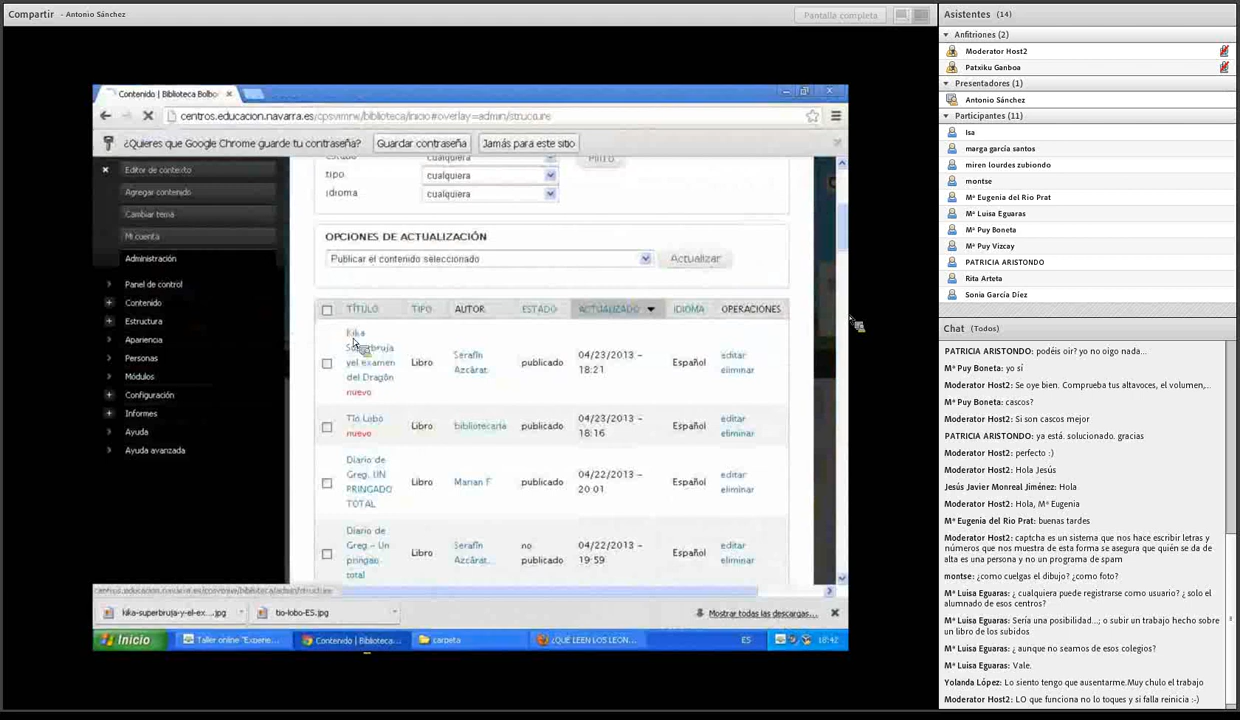 Compartir - Antonio Sánchez
Pantalla completa
Contenido | Biblioteca Bolbo
centros.educacion.navarra.es/cpsvmnw/biblioteca/inicio#overlay=admin/structure
¿Quieres que Google Chrome guarde tu contraseña? Guardar contraseña Jamás para este sitio
Editor de contexto
Agregar contenido
Cambiar tema
Mi cuenta
Administración
Panel de control
Contenido
Estructura
Apariencia
Personas
Módulos
Configuración
Informes
Ayuda
Ayuda avanzada
estado cualquiera Filtro
tipo cualquiera
idioma cualquiera
OPCIONES DE ACTUALIZACIÓN
Publicar el contenido seleccionado Actualizar
TÍTULO TIPO AUTOR ESTADO ACTUALIZADO IDIOMA OPERACIONES
Kika
Superbruja
yel examen
del Dragón
nuevo
Libro
Serafín
Azcárat...
publicado
04/23/2013 –
18:21
Español
editar
eliminar
Tío Lobo
nuevo
Libro
bibliotecaria
publicado
04/23/2013 –
18:16
Español
editar
eliminar
Diario de
Greg. UN
PRINGADO
TOTAL
Libro
Marian F
publicado
04/22/2013 –
20:01
Español
editar
eliminar
Diario de
Greg – Un
pringao
total
Libro
Serafín
Azcárat...
no
publicado
04/22/2013 –
19:59
Español
editar
eliminar
centros.educacion.navarra.es/cpsvmnw/biblioteca/admin/structure
kika-superbruja-y-el-ex....jpg
tio-lobo-ES.jpg
Mostrar todas las descargas...
Inicio
Taller online "Experie...
Contenido | Biblioteca...
carpeta
¿QUÉ LEEN LOS LEON...
ES
18:42
Asistentes (14)
Anfitriones (2)
Moderator Host2
Patxiku Ganboa
Presentadores (1)
Antonio Sánchez
Participantes (11)
Isa
marga garcía santos
miren lourdes zubiondo
montse
Mª Eugenia del Rio Prat
Mª Luisa Eguaras
Mª Puy Boneta
Mª Puy Vizcay
PATRICIA ARISTONDO
Rita Arteta
Sonia Garcia Diez
Chat (Todos)
PATRICIA ARISTONDO: podéis oir? yo no oigo nada...
Mª Puy Boneta: yo sí
Moderator Host2: Se oye bien. Comprueba tus altavoces, el volumen,...
Mª Puy Boneta: cascos?
Moderator Host2: Si son cascos mejor
PATRICIA ARISTONDO: ya está. solucionado. gracias
Moderator Host2: perfecto :)
Moderator Host2: Hola Jesús
Jesús Javier Monreal Jiménez: Hola
Moderator Host2: Hola, Mª Eugenia
Mª Eugenia del Rio Prat: buenas tardes
Moderator Host2: captcha es un sistema que nos hace escribir letras y
números que nos muestra de esta forma se asegura que quién se da de
alta es una persona y no un programa de spam
montse: ¿como cuelgas el dibujo? ¿como foto?
Mª Luisa Eguaras: ¿ cualquiera puede registrarse como usuario? ¿ solo el
alumnado de esos centros?
Mª Luisa Eguaras: Sería una posibilidad...; o subir un trabajo hecho sobre
un libro de los subidos
Mª Luisa Eguaras: ¿ aunque no seamos de esos colegios?
Mª Luisa Eguaras: Vale.
Yolanda López: Lo siento tengo que ausentarme.Muy chulo el trabajo
Moderator Host2: LO que funciona no lo toques y si falla reinicia :-)